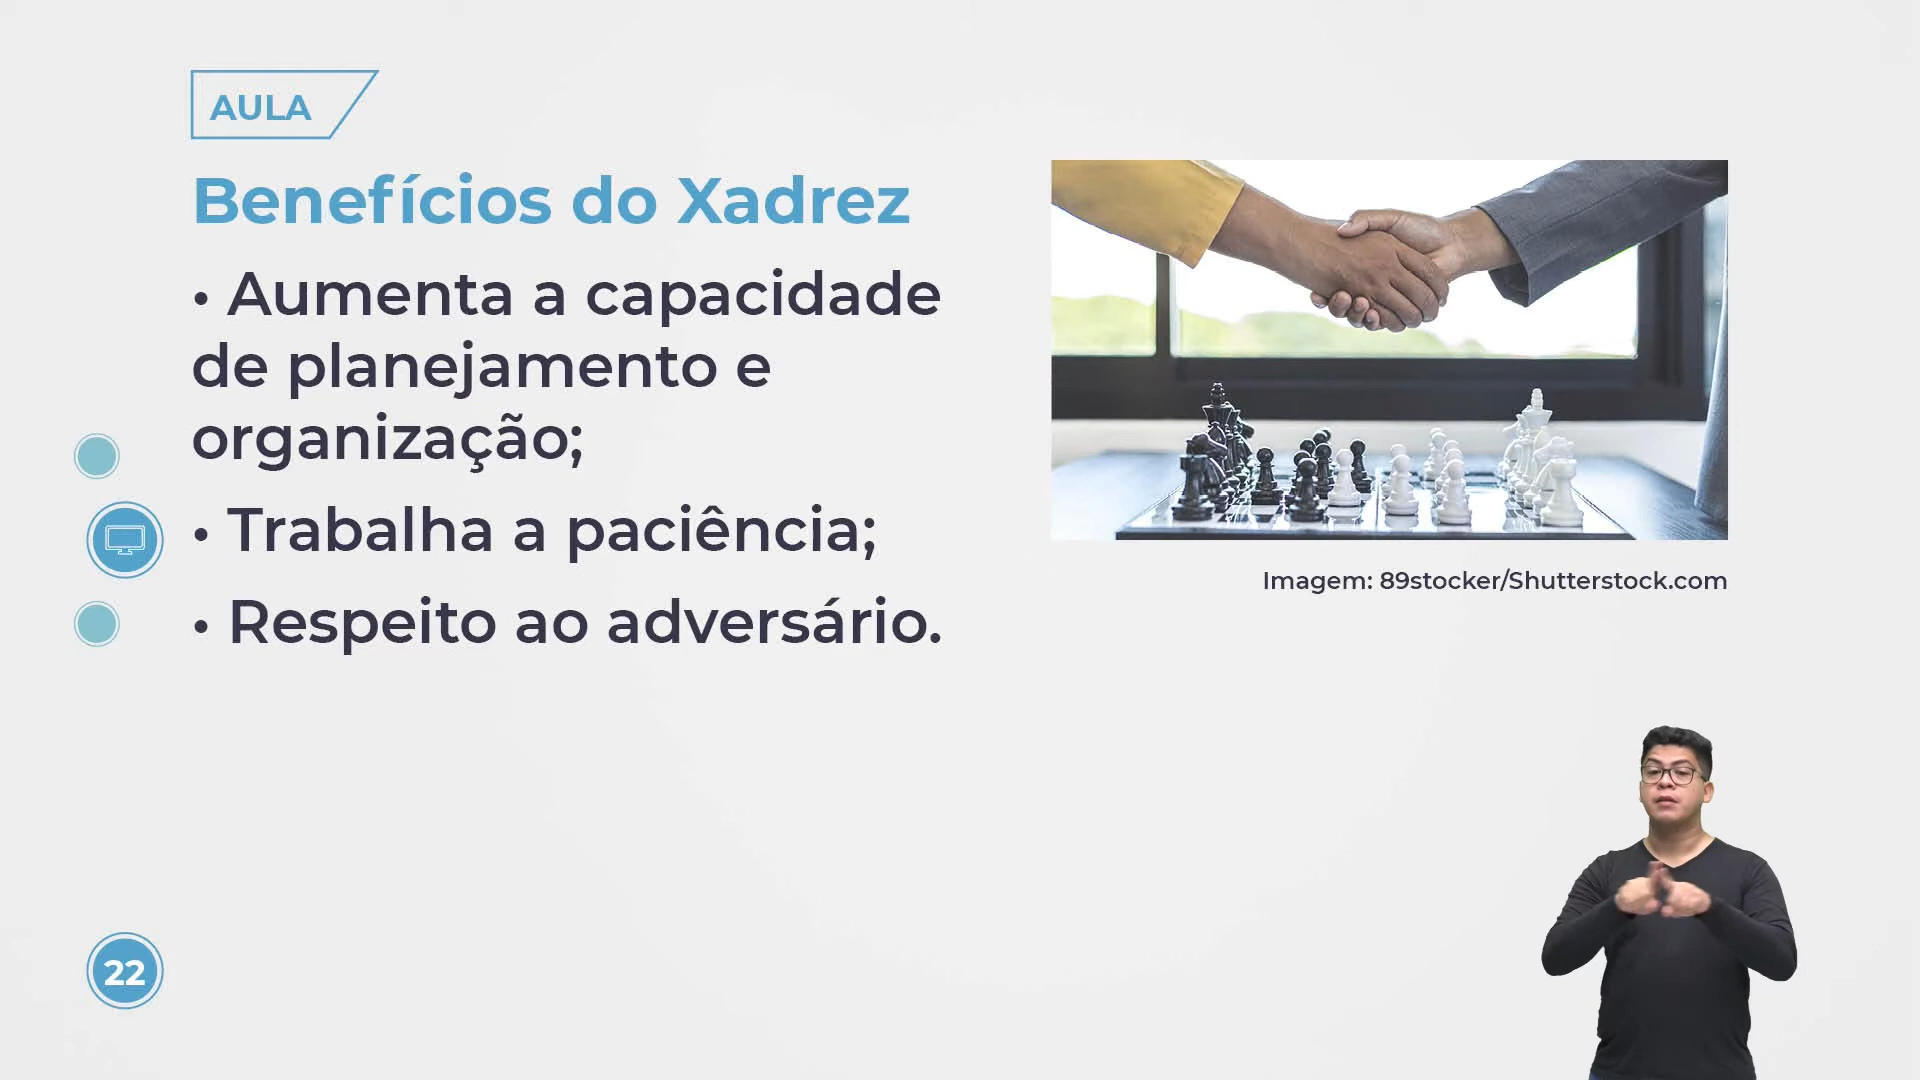 AULA
Benefícios do Xadrez
• Aumenta a capacidade
de planejamento e
organização;
• Trabalha a paciência;
• Respeito ao adversário.
Imagem: 89stocker/Shutterstock.com
22